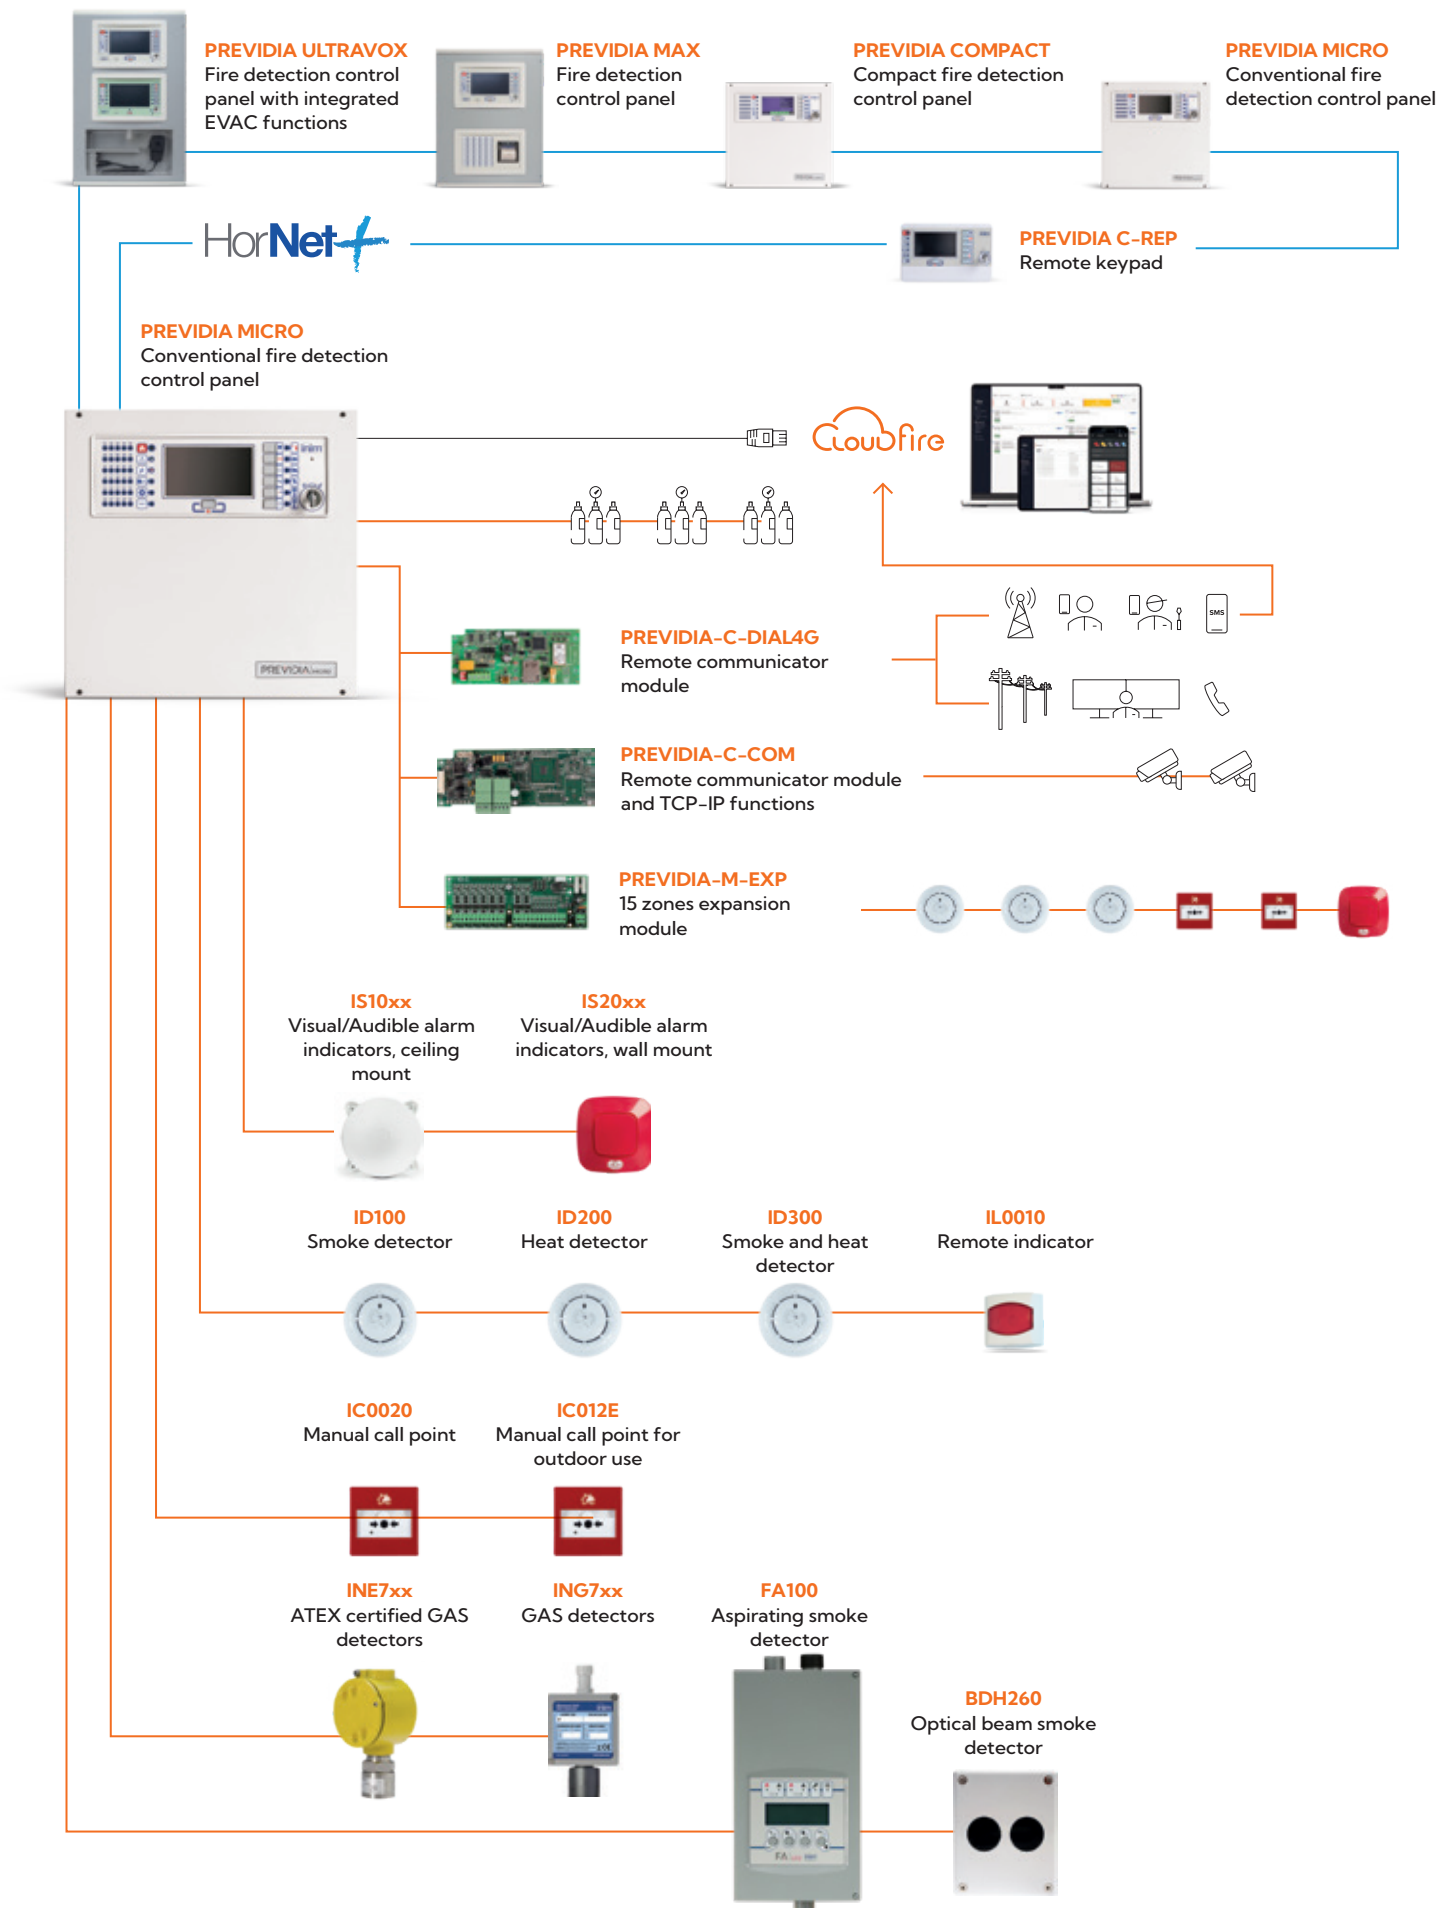 PREVIDIA ULTRAVOX
Fire detection control
panel with integrated
EVAC functions
PREVIDIA MAX
Fire detection
control panel
PREVIDIA COMPACT
Compact fire detection
control panel
PREVIDIA MICRO
Conventional fire
detection control panel
HorNet+
PREVIDIA C-REP
Remote keypad
PREVIDIA MICRO
Conventional fire detection
control panel
inim
CLOUDfire
PREVIDIA MICRO
SMS
PREVIDIA-C-DIAL4G
Remote communicator
module
PREVIDIA-C-COM
Remote communicator module
and TCP-IP functions
PREVIDIA-M-EXP
15 zones expansion
module
IS10xx
Visual/Audible alarm
indicators, ceiling
mount
IS20xx
Visual/Audible alarm
indicators, wall mount
ID100
Smoke detector
ID200
Heat detector
ID300
Smoke and heat
detector
IL0010
Remote indicator
IC0020
Manual call point
IC012E
Manual call point for
outdoor use
INE7xx
ATEX certified GAS
detectors
ING7xx
GAS detectors
FA100
Aspirating smoke
detector
BDH260
Optical beam smoke
detector